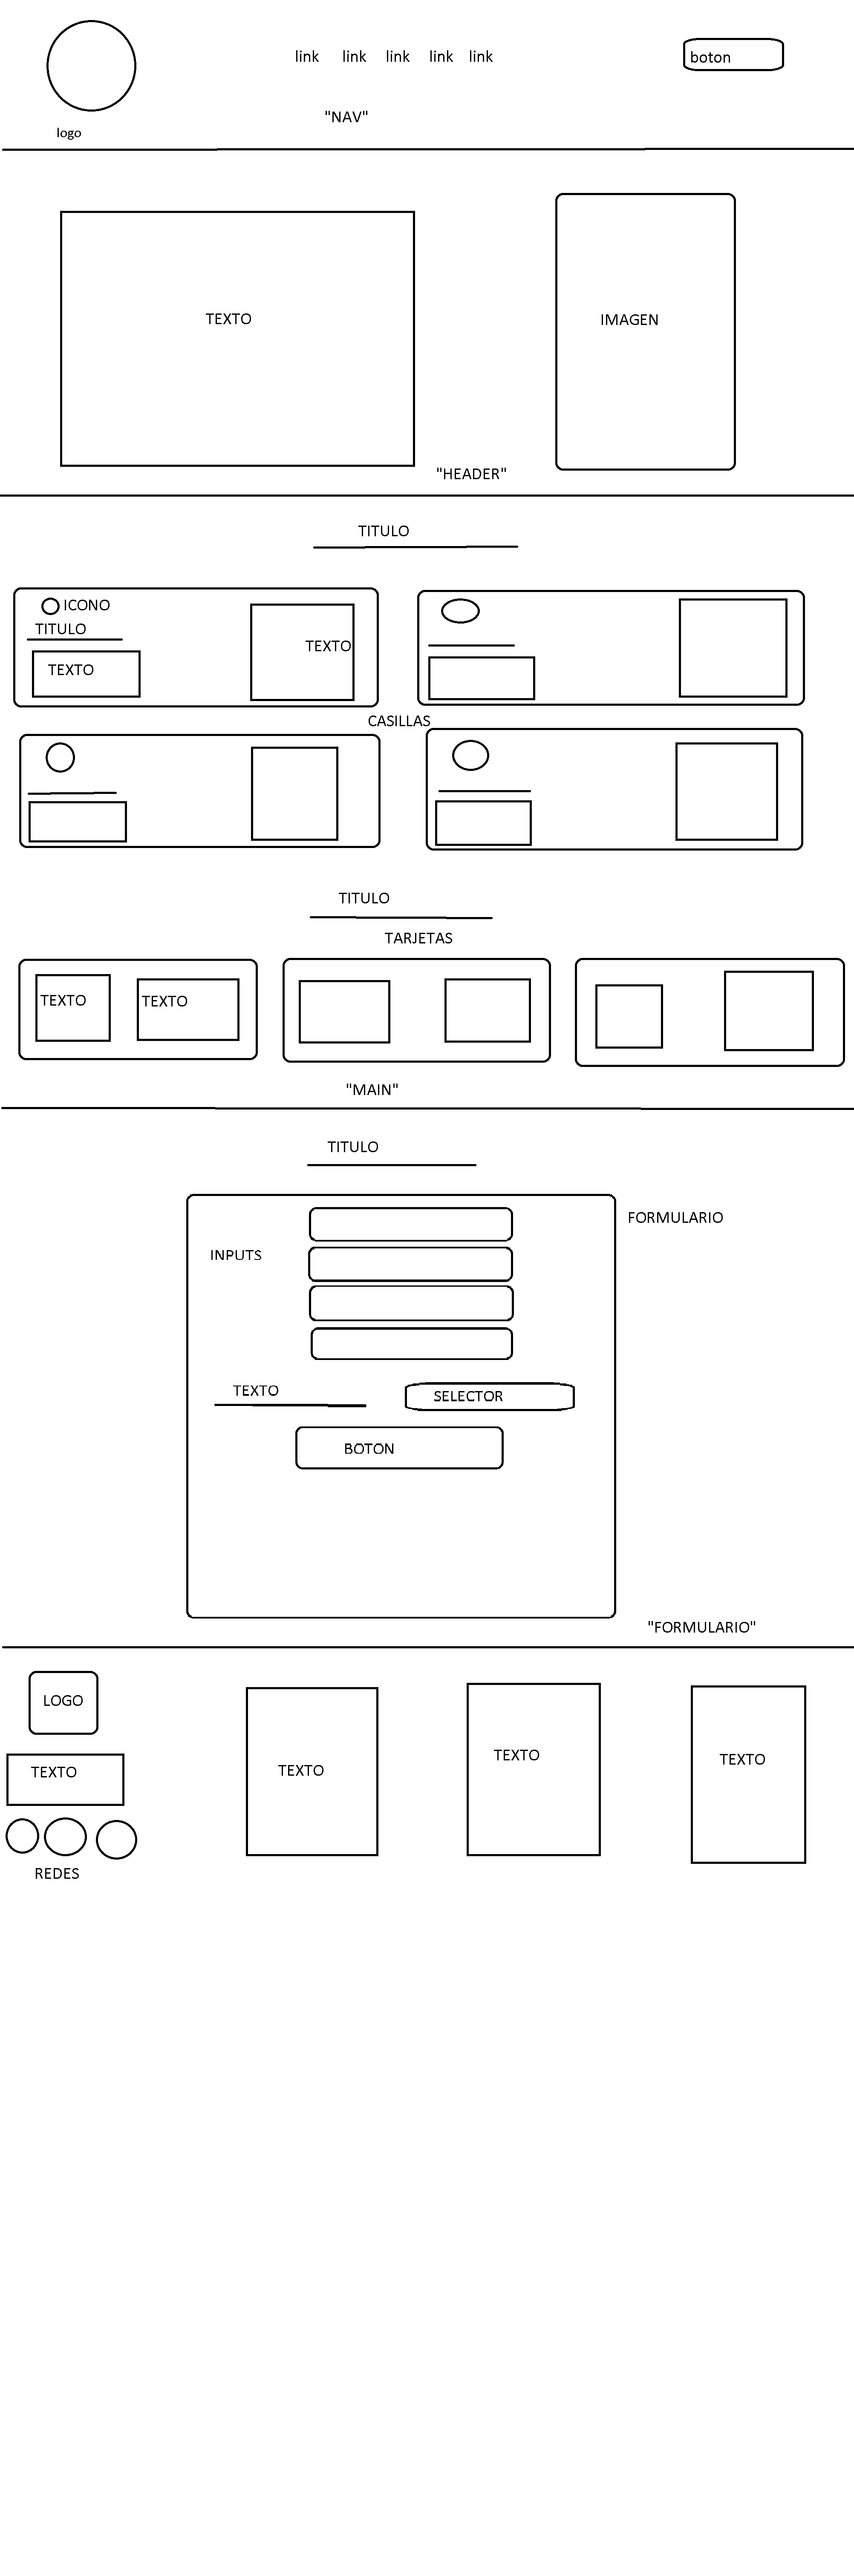 link link link link link
boton
"NAV"
logo
TEXTO
IMAGEN
"HEADER"
TITULO
ICONO
TITULO
TEXTO
TEXTO
CASILLAS
TITULO
TARJETAS
TEXTO
TEXTO
"MAIN"
TITULO
FORMULARIO
INPUTS
TEXTO
SELECTOR
BOTON
"FORMULARIO"
LOGO
TEXTO
REDES
TEXTO
TEXTO
TEXTO